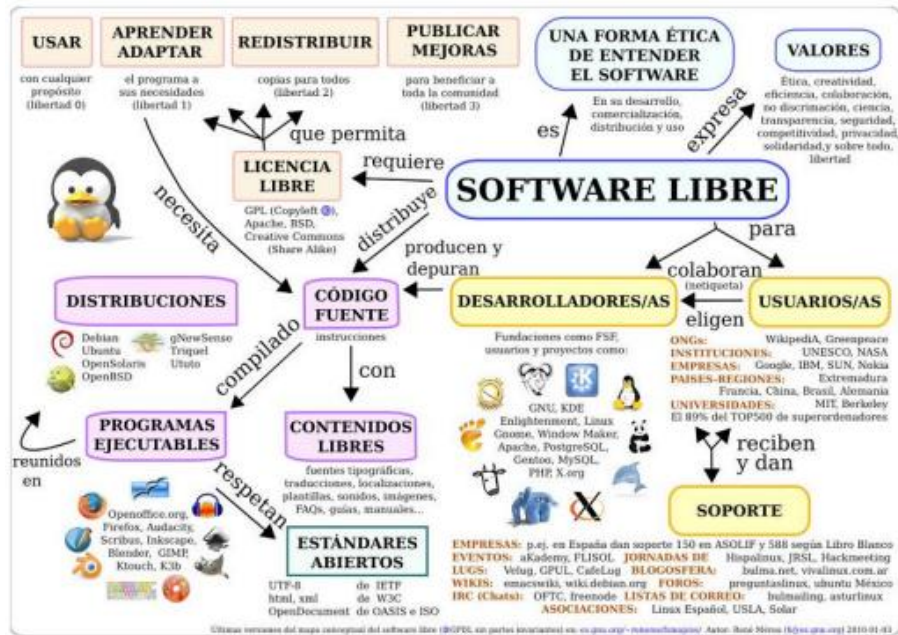 USAR
con cualquier
propósito
(libertad 0)
APRENDER
ADAPTAR
el programa a
sus necesidades
(libertad 1)
REDISTRIBUIR
copias para todos
(libertad 2)
PUBLICAR
MEJORAS
para beneficiar a
toda la comunidad
(libertad 3)
UNA FORMA ÉTICA
DE ENTENDER
EL SOFTWARE
En su desarrollo,
comercialización,
distribución y uso
VALORES
Ética, creatividad,
eficiencia, colaboración,
no discrimación, ciencia,
transparencia, seguridad,
competitividad, privacidad,
solidaridad,y sobre todo,
libertad
que permita
es
expresa
LICENCIA
LIBRE
GPL (Copyleft),
Apache, BSD,
Creative Commons
(Share Alike)
requiere
SOFTWARE LIBRE
necesita
distribuye
para
producen y
depuran
colaboran
(netiqueta)
eligen
DISTRIBUCIONES
Debian
Ubuntu
OpenSolaris
OpenBSD
gNewSense
Triquel
Ututo
CÓDIGO
FUENTE
instrucciones
DESARROLLADORES/AS
Fundaciones como FSF,
usuarios y proyectos como:
GNU, KDE
Enlightenment, Linux
Gnome, Window Maker,
Apache, PostgreSQL,
Gentoo, MySQL,
PHP, X.org
USUARIOS/AS
ONGs: WikipediA, Greenpeace
INSTITUCIONES: UNESCO, NASA
EMPRESAS: Google, IBM, SUN, Nokia
PAISES-REGIONES: Extremadura
Francia, China, Brasil, Alemania
UNIVERSIDADES: MIT, Berkeley
El 89% del TOP500 de superordenadores
compilado
con
reunidos
en
PROGRAMAS
EJECUTABLES
Openoffice.org,
Firefox, Audacity,
Scribus, Inkscape,
Blender, GIMP,
Ktouch, K3b
respetan
CONTENIDOS
LIBRES
fuentes tipográficas,
traducciones, localizaciones,
plantillas, sonidos, imágenes,
FAQs, guías, manuales...
reciben
y dan
ESTÁNDARES
ABIERTOS
UTF-8 de IETF
html, xml de W3C
OpenDocument de OASIS e ISO
SOPORTE
EMPRESAS: p.ej. en España dan soporte 150 en ASOLIF y 588 según Libro Blanco
EVENTOS: aKademy, FLISOL JORNADAS DE Hispalinux, JRSL, Hackmeeting
LUGS: Velug, GPUL, CafeLug BLOGOSFERA: bulma.net, vivalinux.com.ar
WIKIS: emacswiki, wiki.debian.org FOROS: preguntaslinux, ubuntu México
IRC (Chats): OFTC, freenode LISTAS DE CORREO: bulmailing, asturlinux
ASOCIACIONES: Linux Español, USLA, Solar
Últimas versiones del mapa conceptual del software libre